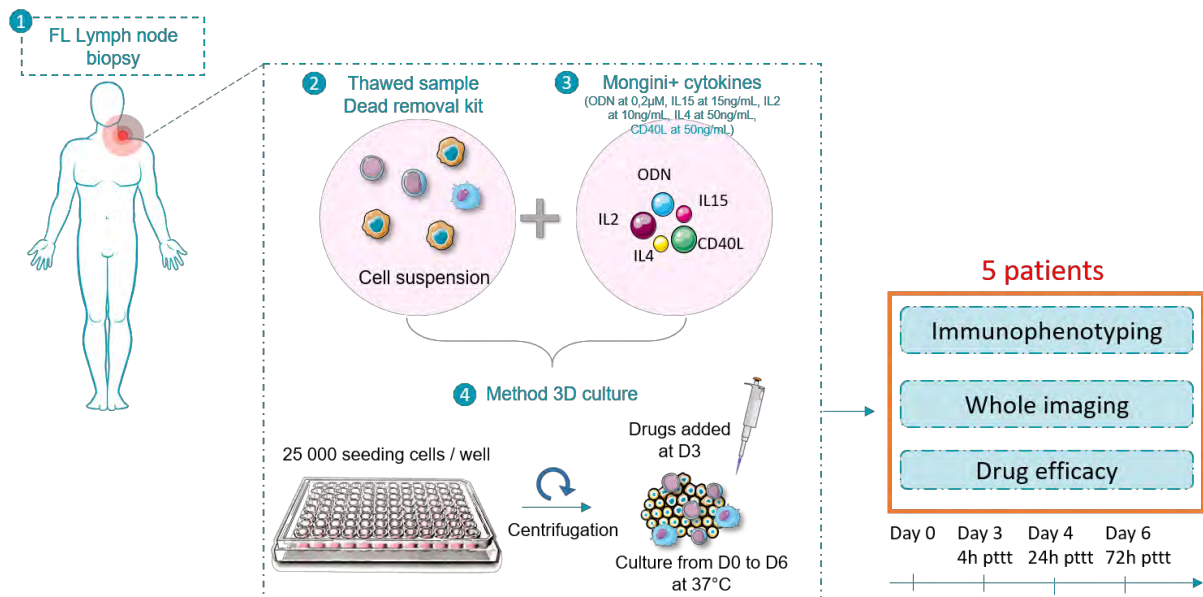 1
FL Lymph node
biopsy
2
Thawed sample
Dead removal kit
3
Mongini+ cytokines
(ODN at 0,2µM, IL15 at 15ng/mL, IL2
at 10ng/mL, IL4 at 50ng/mL,
CD40L at 50ng/mL)
Cell suspension
ODN
IL15
IL2
CD40L
IL4
4
Method 3D culture
25 000 seeding cells / well
Centrifugation
Drugs added
at D3
Culture from D0 to D6
at 37°C
5 patients
Immunophenotyping
Whole imaging
Drug efficacy
Day 0
Day 3
4h pttt
Day 4
24h pttt
Day 6
72h pttt